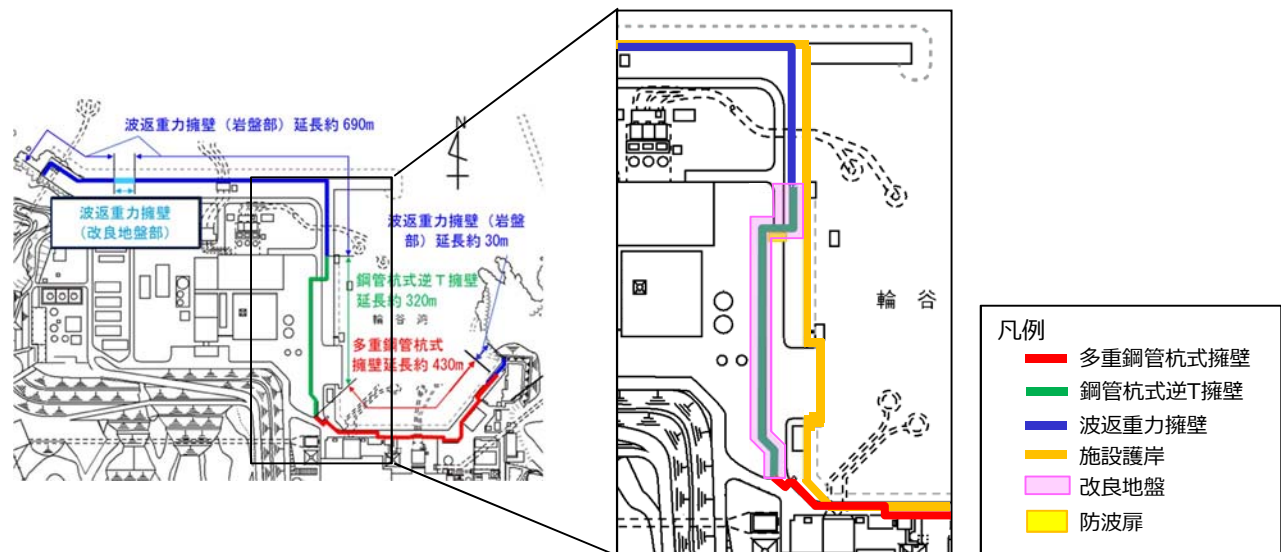 波返重力擁壁（岩盤部）延長約 690m
N
波返重力擁壁
（改良地盤部）
波返重力擁壁（岩盤
部）延長約 30m
鋼管杭式逆T擁壁
延長約 320m
輪 谷 湾
多重鋼管杭式
擁壁延長約 430m
輪 谷
凡例
多重鋼管杭式擁壁
鋼管杭式逆T擁壁
波返重力擁壁
施設護岸
改良地盤
防波扉